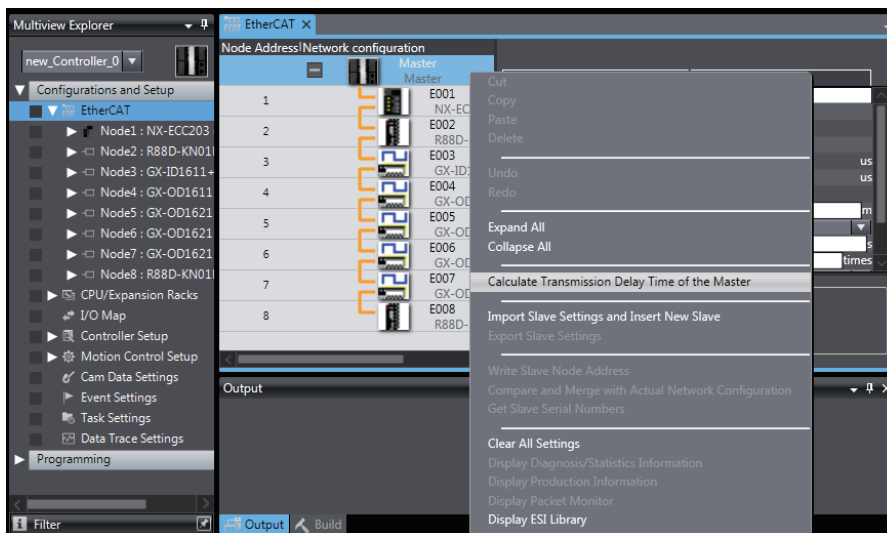 Multiview Explorer
new_Controller_0
Configurations and Setup
EtherCAT
Node1 : NX-ECC203
Node2 : R88D-KN01
Node3 : GX-ID1611+
Node4 : GX-OD1611
Node5 : GX-OD1621
Node6 : GX-OD1621
Node7 : GX-OD1621
Node8 : R88D-KN01
CPU/Expansion Racks
I/O Map
Controller Setup
Motion Control Setup
Cam Data Settings
Event Settings
Task Settings
Data Trace Settings
Programming
Filter
EtherCAT
Node Address Network configuration
Master
Master
1 E001
NX-EC
2 E002
R88D-
3 E003
4 E004
GX-OD
5 E005
GX-OD
6 E006
GX-OD
7 E007
GX-OD
8 E008
R88D-
Cut
Copy
Paste
Delete
Undo
Redo
Expand All
Collapse All
Calculate Transmission Delay Time of the Master
Import Slave Settings and Insert New Slave
Export Slave Settings
Write Slave Node Address
Compare and Merge with Actual Network Configuration
Get Slave Serial Numbers
Clear All Settings
Display Diagnosis/Statistics Information
Display Production Information
Display Packet Monitor
Display ESI Library
us
us
m
s
times
Output
Output Build